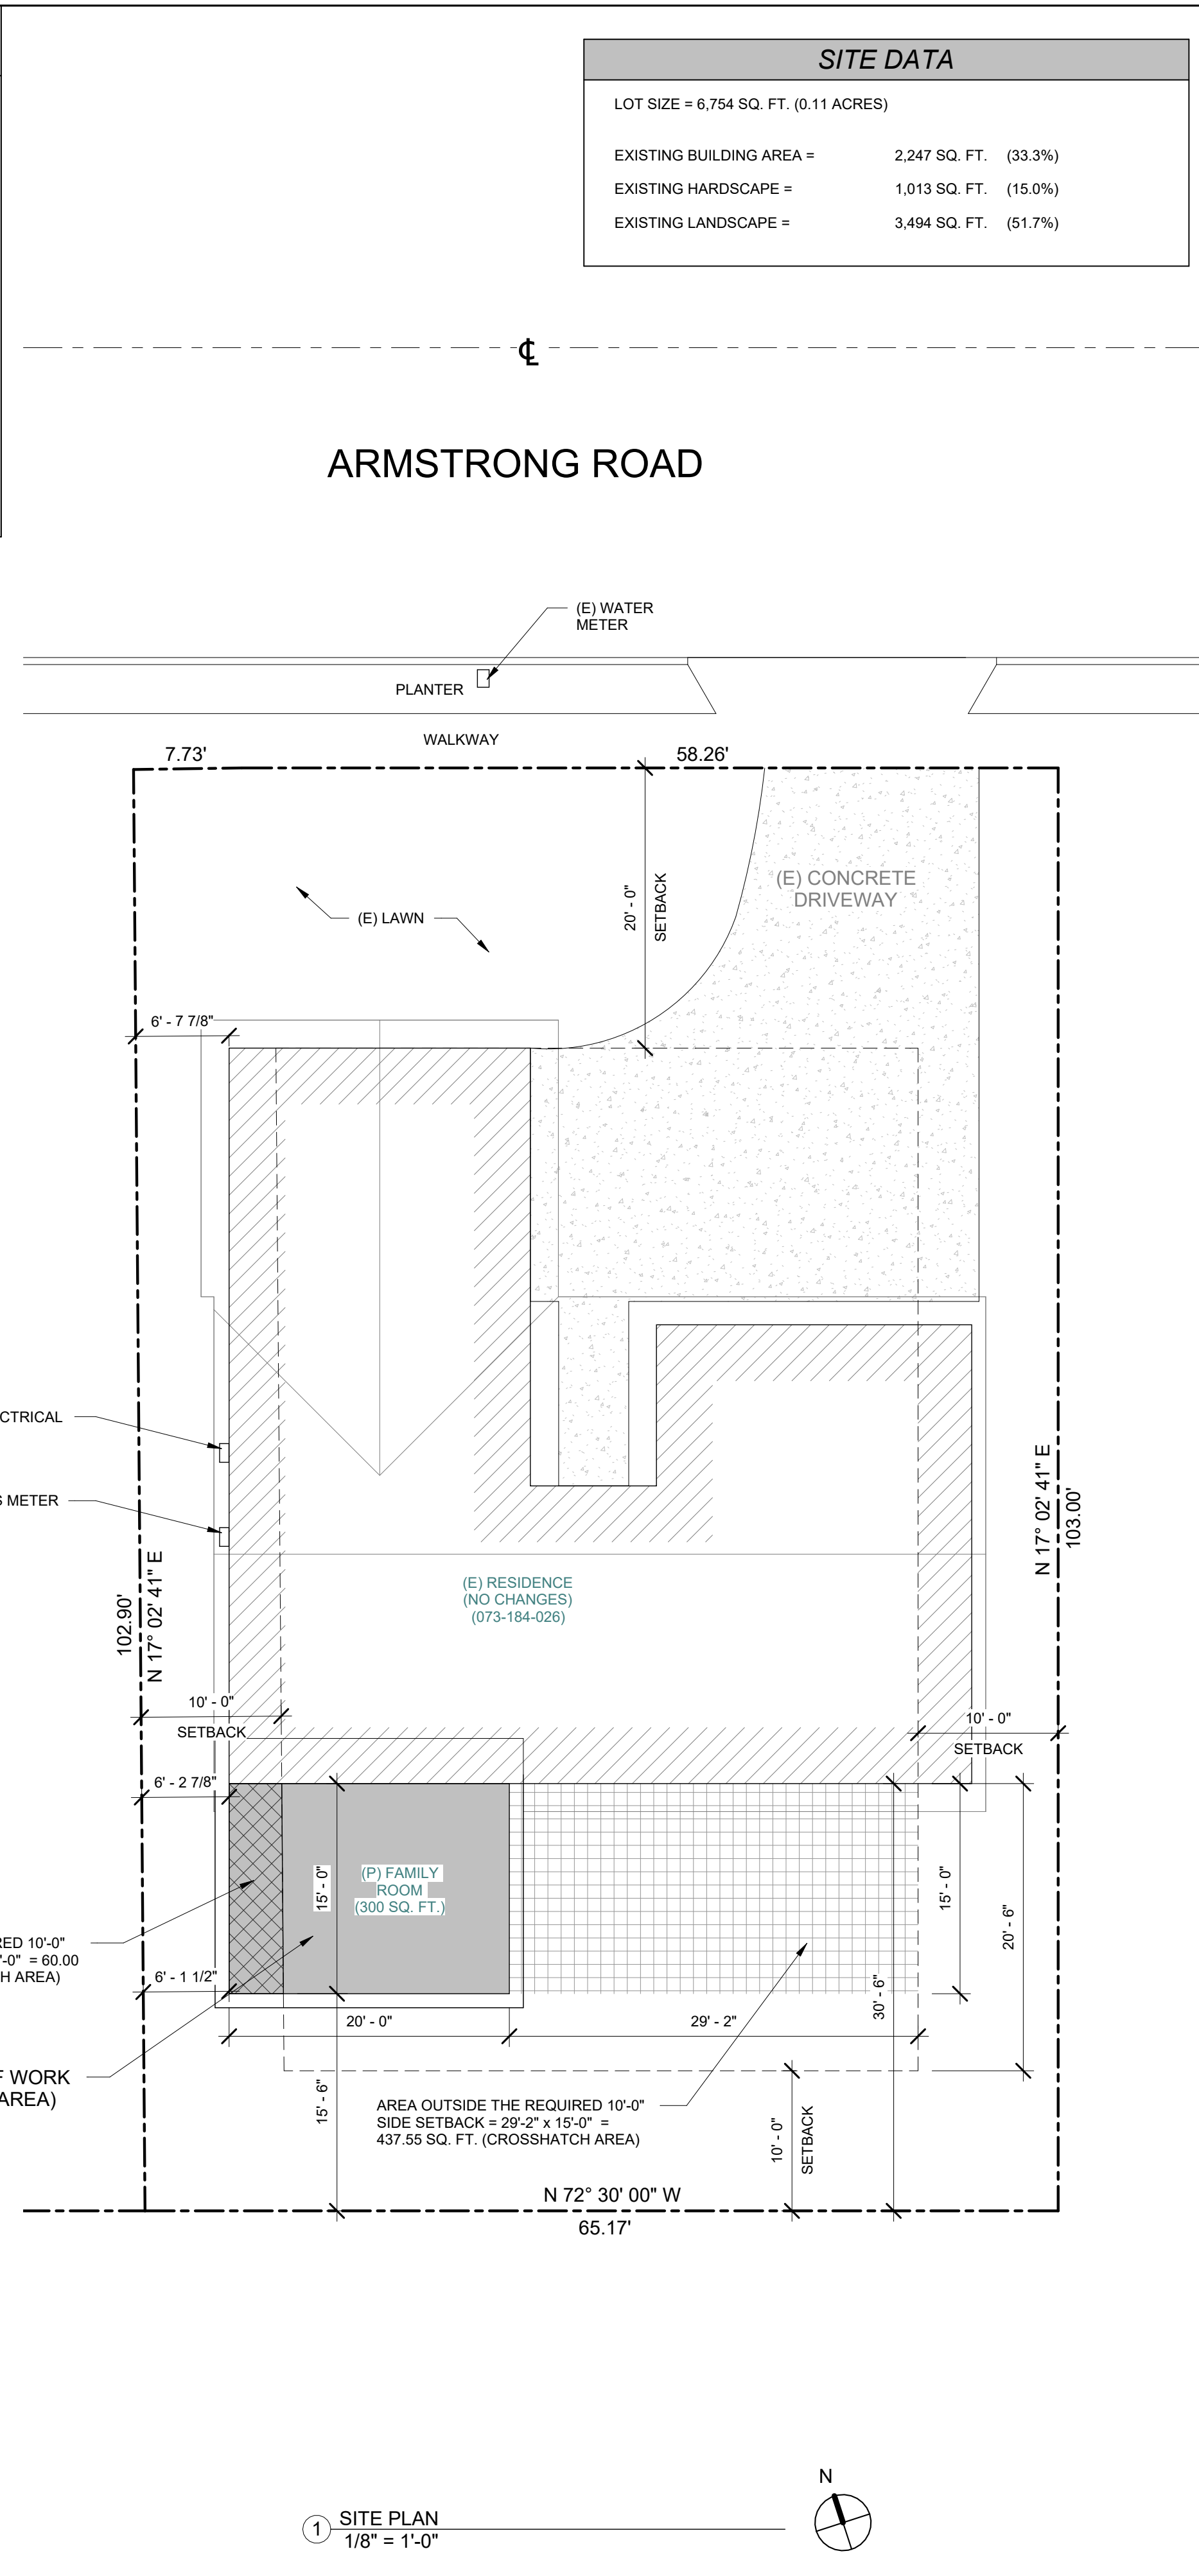 SITE DATA
LOT SIZE = 6,754 SQ. FT. (0.11 ACRES)
EXISTING BUILDING AREA = 2,247 SQ. FT. (33.3%)
EXISTING HARDSCAPE = 1,013 SQ. FT. (15.0%)
EXISTING LANDSCAPE = 3,494 SQ. FT. (51.7%)
℄
ARMSTRONG ROAD
(E) WATER
METER
PLANTER
WALKWAY
7.73'
58.26'
20' - 0"
SETBACK
(E) CONCRETE
DRIVEWAY
(E) LAWN
6' - 7 7/8"
CTRICAL
S METER
N 17° 02' 41" E
103.00'
102.90'
N 17° 02' 41" E
(E) RESIDENCE
(NO CHANGES)
(073-184-026)
10' - 0"
SETBACK
10' - 0"
SETBACK
6' - 2 7/8"
15' - 0"
(P) FAMILY
ROOM
(300 SQ. FT.)
15' - 0"
20' - 6"
30' - 6"
RED 10'-0"
'-0" = 60.00
H AREA)
6' - 1 1/2"
20' - 0"
29' - 2"
F WORK
AREA)
15' - 6"
AREA OUTSIDE THE REQUIRED 10'-0"
SIDE SETBACK = 29'-2" x 15'-0" =
437.55 SQ. FT. (CROSSHATCH AREA)
10' - 0"
SETBACK
N 72° 30' 00" W
65.17'
N
1 SITE PLAN
1/8" = 1'-0"